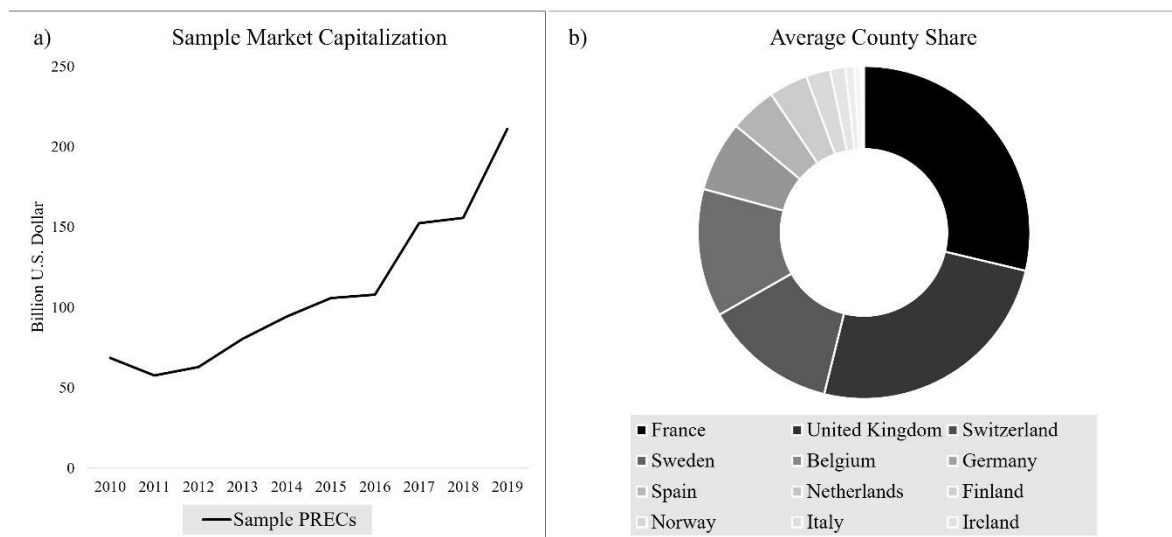 a) Sample Market Capitalization
250
200
150
100
50
0
Billion U.S. Dollar
2010 2011 2012 2013 2014 2015 2016 2017 2018 2019
Sample PRECs
b) Average County Share
France United Kingdom Switzerland
Sweden Belgium Germany
Spain Netherlands Finland
Norway Italy Ireland